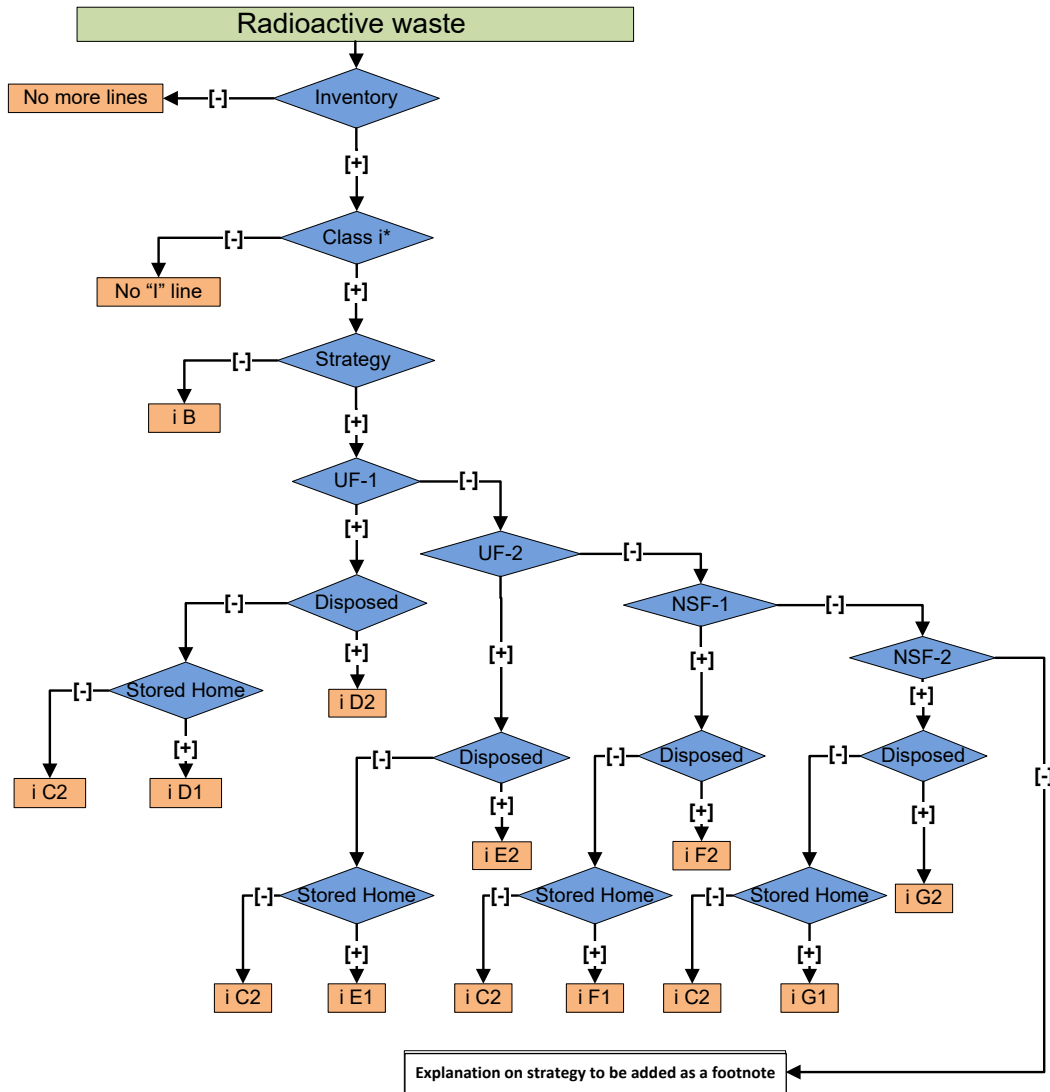 Radioactive waste
No more lines
[-]
Inventory
[+]
[-]
Class i*
No “I” line
[+]
[-]
Strategy
i B
[+]
UF-1
[-]
[+]
UF-2
[-]
[-]
Disposed
NSF-1
[-]
[+]
[+]
[+]
NSF-2
[-]
Stored Home
[+]
i D2
[+]
i C2
i D1
[-]
Disposed
[-]
Disposed
[-]
Disposed
[-]
[+]
[+]
[+]
i E2
i F2
[-]
Stored Home
[-]
Stored Home
[-]
Stored Home
i G2
[+]
[+]
[+]
i C2
i E1
i C2
i F1
i C2
i G1
Explanation on strategy to be added as a footnote